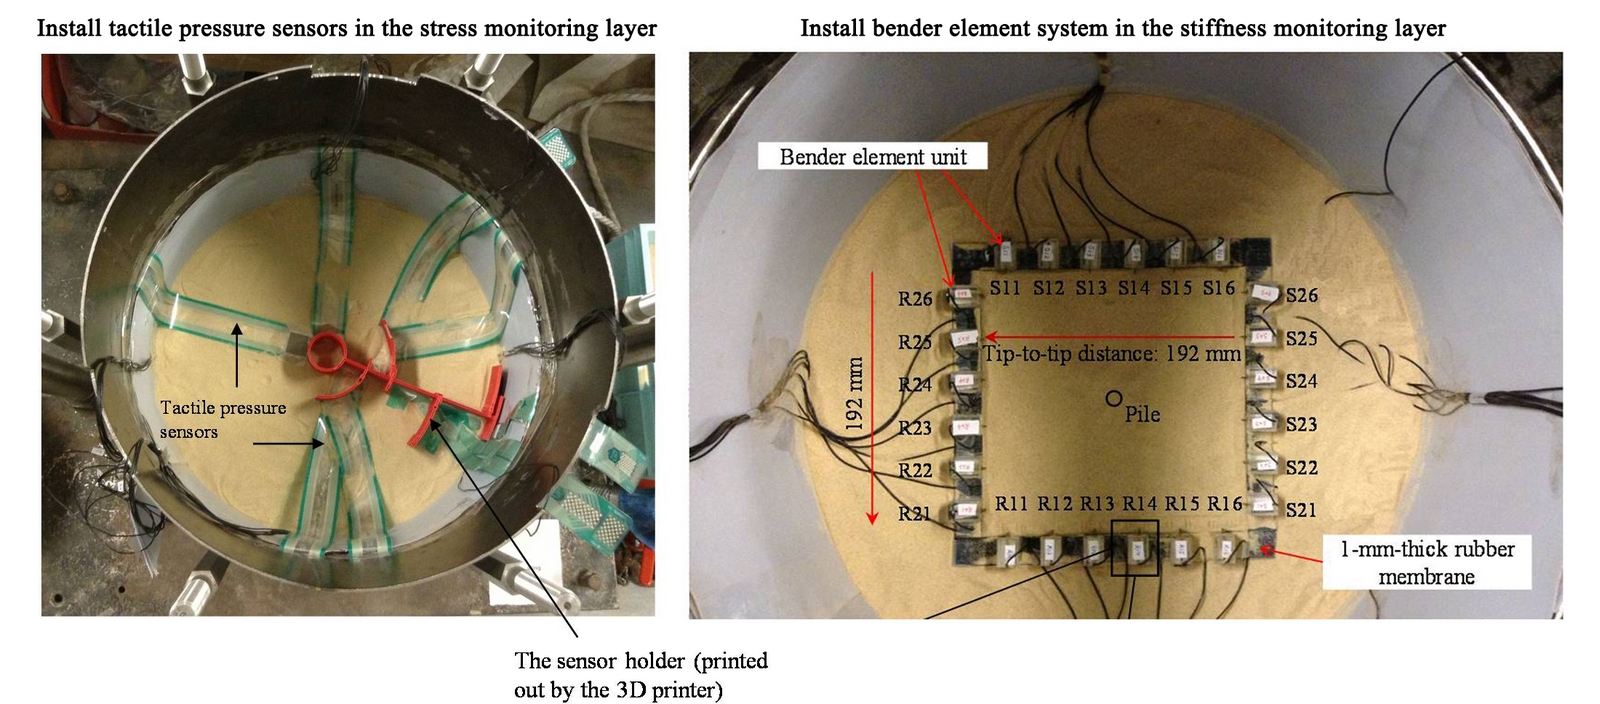 Install tactile pressure sensors in the stress monitoring layer
Install bender element system in the stiffness monitoring layer
Tactile pressure
sensors
The sensor holder (printed
out by the 3D printer)
Bender element unit
R26
S11 S12 S13 S14 S15 S16
S26
R25
Tip-to-tip distance: 192 mm
S25
192 mm
R24
S24
Pile
R23
S23
R22
S22
R21
R11 R12 R13 R14 R15 R16
S21
1-mm-thick rubber
membrane